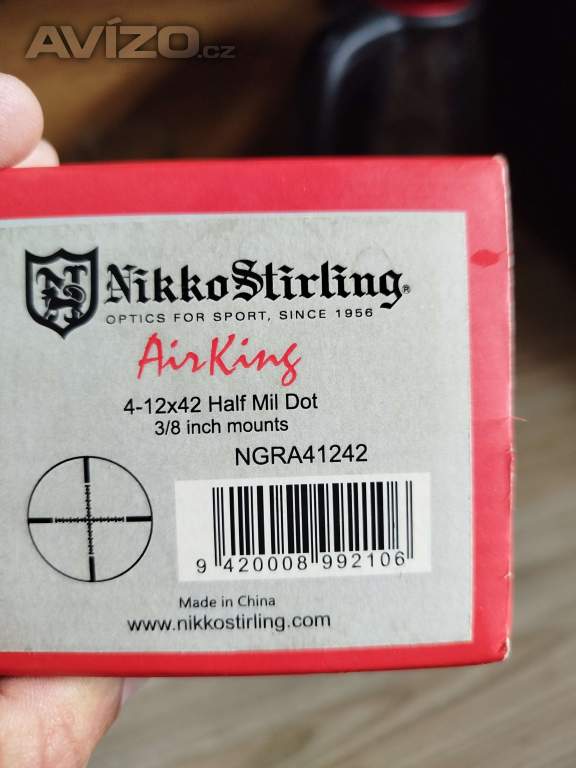 AVÍZO.cz
NikkoStirling®
OPTICS FOR SPORT, SINCE 1956
AirKing
4-12x42 Half Mil Dot
3/8 inch mounts
NGRA41242
9 420008 992106
Made in China
www.nikkostirling.com